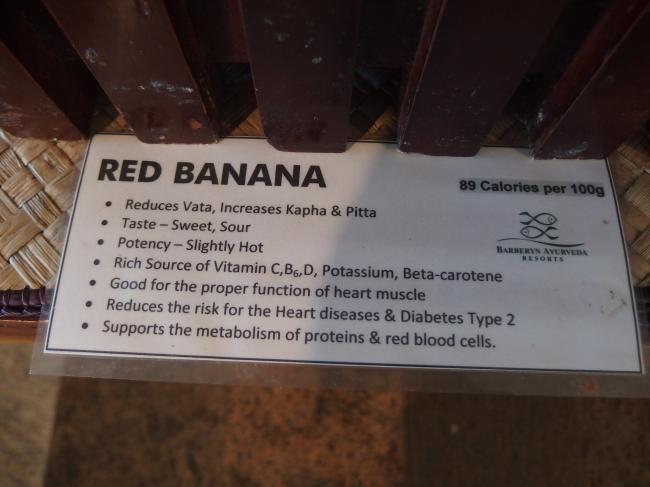 RED BANANA
89 Calories per 100g
• Reduces Vata, Increases Kapha & Pitta
• Taste – Sweet, Sour
• Potency – Slightly Hot
• Rich Source of Vitamin C,B₆,D, Potassium, Beta-carotene
• Good for the proper function of heart muscle
• Reduces the risk for the Heart diseases & Diabetes Type 2
• Supports the metabolism of proteins & red blood cells.
BARBERYN AYURVEDA
RESORTS